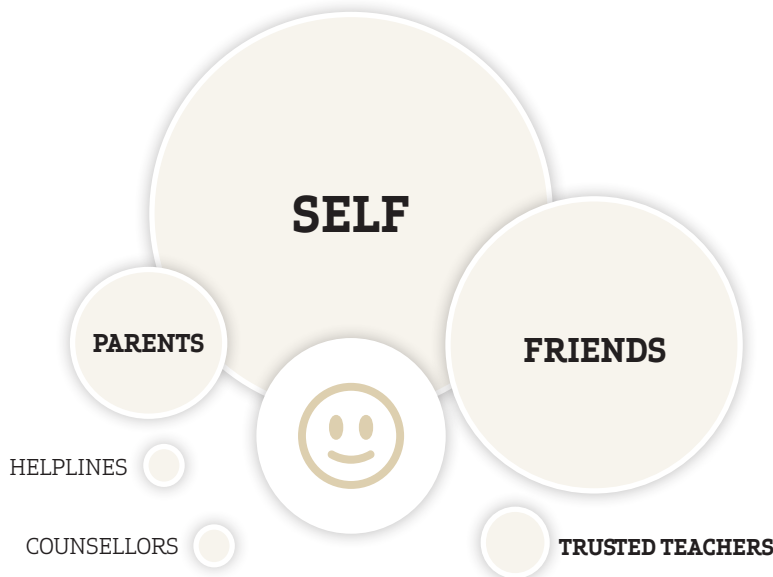 SELF
PARENTS
FRIENDS
HELPLINES
COUNSELLORS
TRUSTED TEACHERS